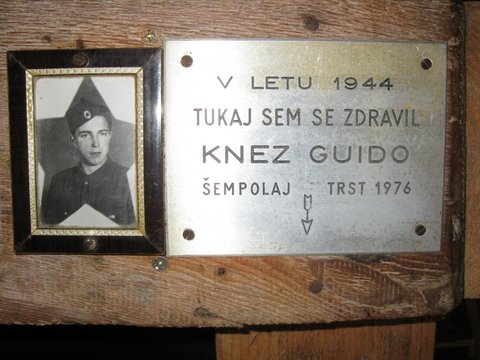 V LETU 1944
TUKAJ SEM SE ZDRAVIL
KNEZ GUIDO
ŠEMPOLAJ TRST 1976